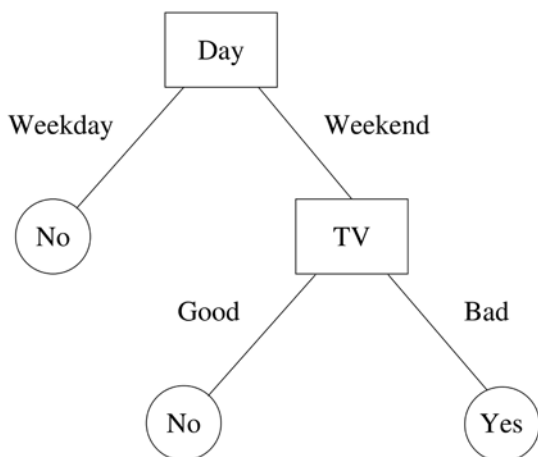 Day
Weekday
Weekend
No
TV
Good
Bad
No
Yes